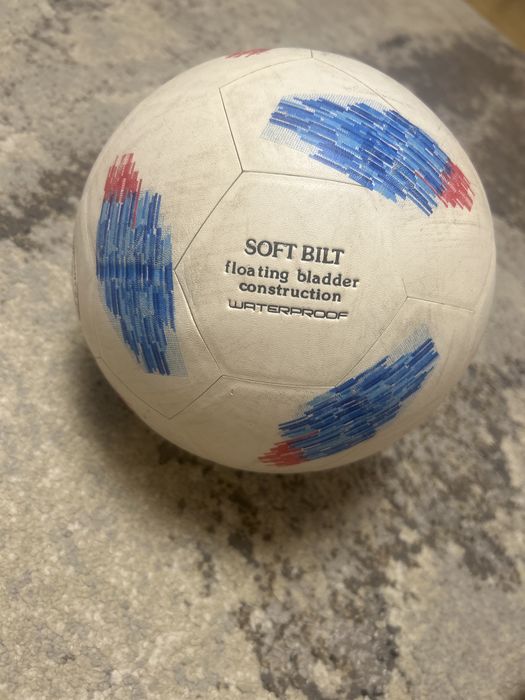 SOFT BILT
floating bladder
construction
WATERPROOF